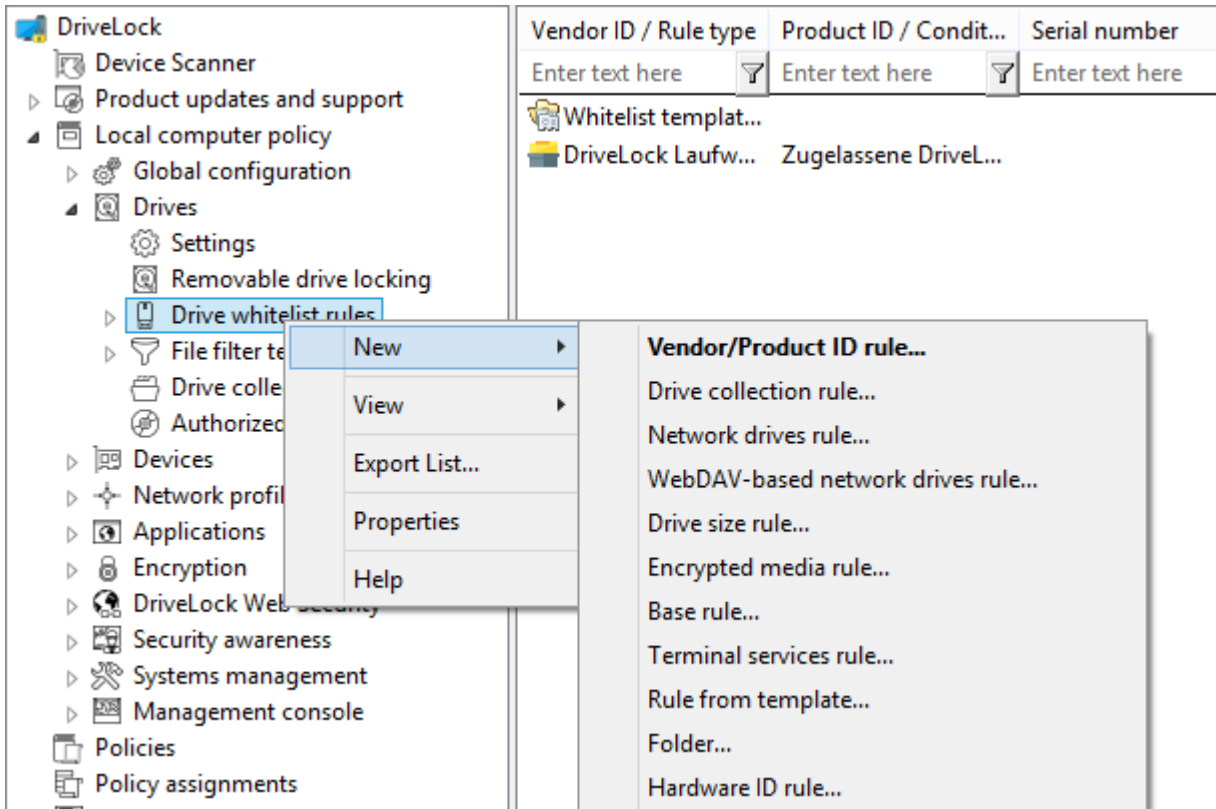 DriveLock
Device Scanner
Product updates and support
Local computer policy
Global configuration
Drives
Settings
Removable drive locking
Drive whitelist rules
File filter te
Drive colle
Authorized
Devices
Network profil
Applications
Encryption
DriveLock Web Security
Security awareness
Systems management
Management console
Policies
Policy assignments
Vendor ID / Rule type Product ID / Condit... Serial number
Enter text here Enter text here Enter text here
Whitelist templat...
DriveLock Laufw... Zugelassene DriveL...
New
View
Export List...
Properties
Help
Vendor/Product ID rule...
Drive collection rule...
Network drives rule...
WebDAV-based network drives rule...
Drive size rule...
Encrypted media rule...
Base rule...
Terminal services rule...
Rule from template...
Folder...
Hardware ID rule...